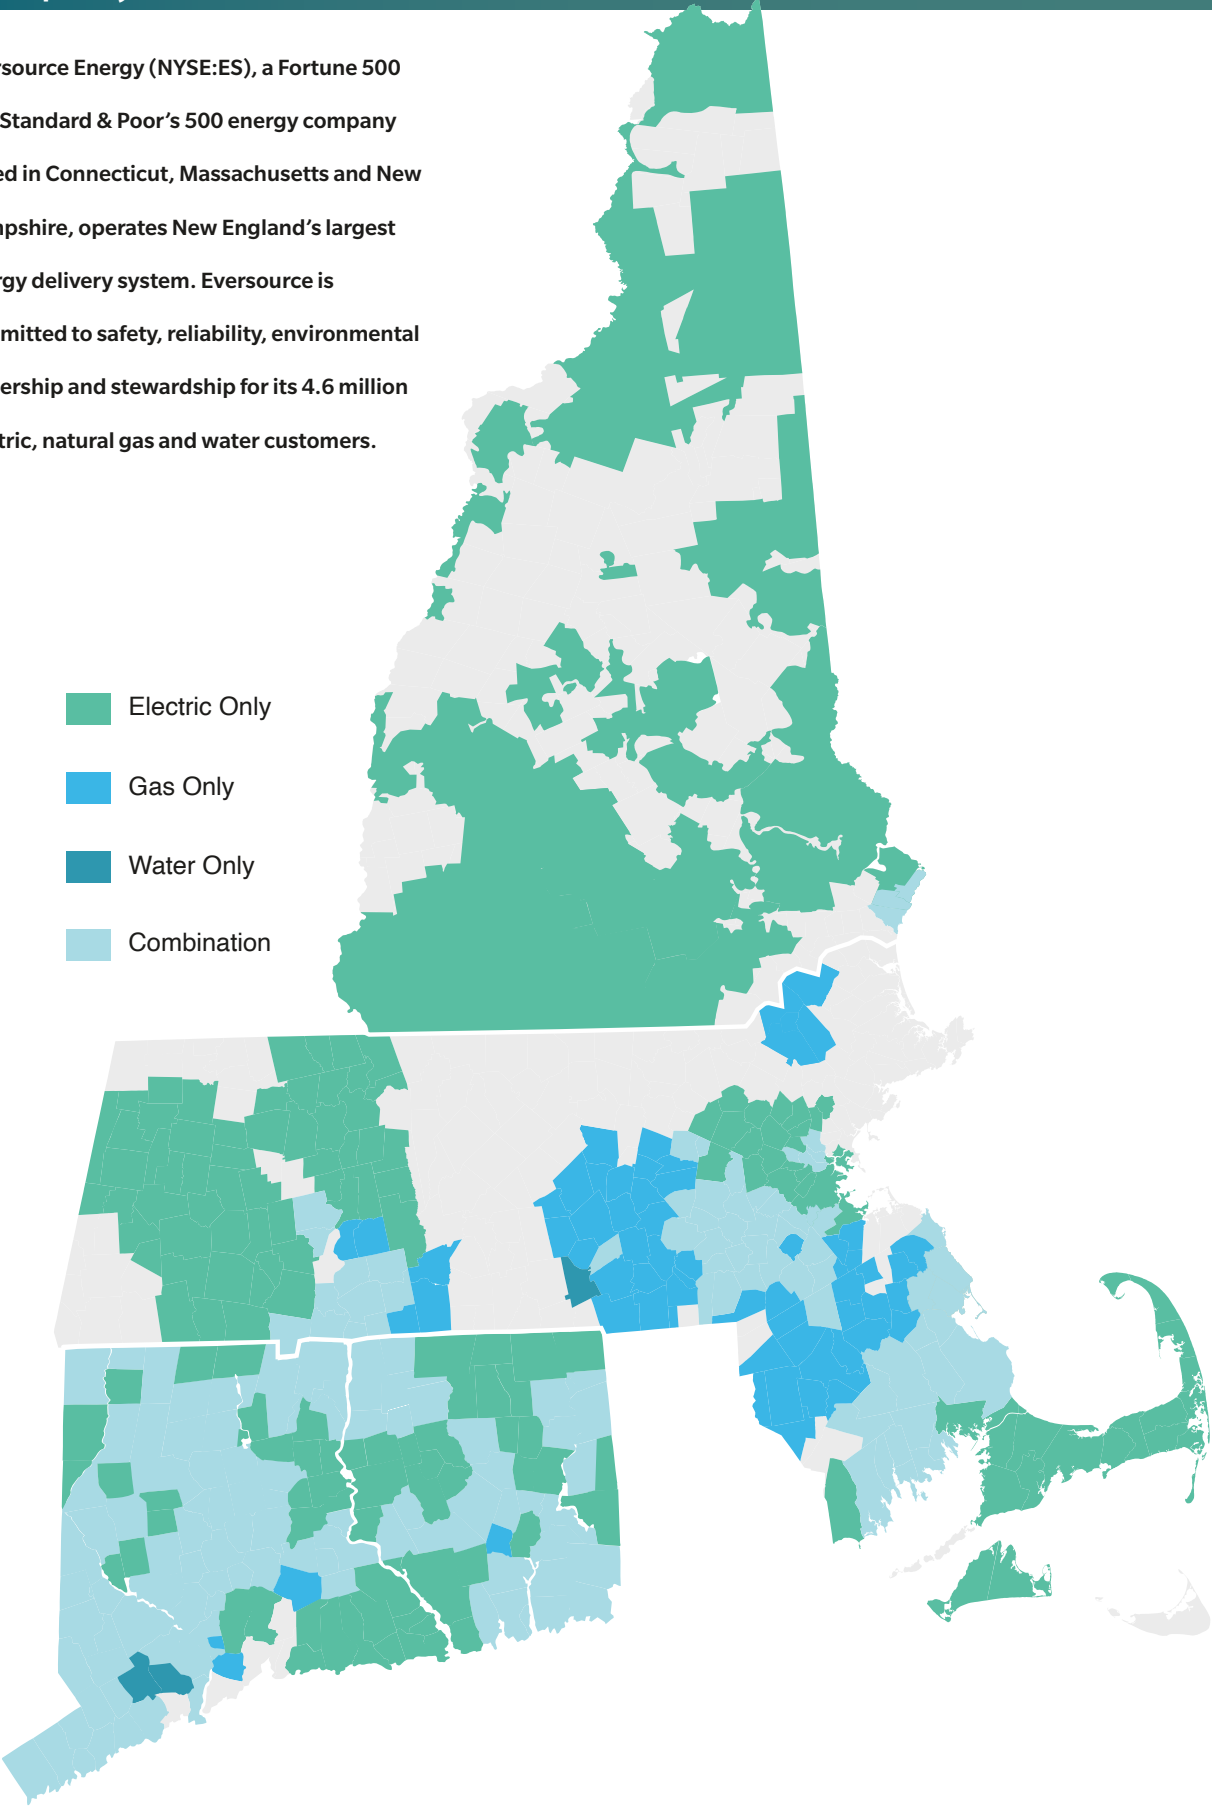 rsource Energy (NYSE:ES), a Fortune 500
Standard & Poor’s 500 energy company
ed in Connecticut, Massachusetts and New
mpshire, operates New England’s largest
rgy delivery system. Eversource is
mitted to safety, reliability, environmental
ership and stewardship for its 4.6 million
tric, natural gas and water customers.
Electric Only
Gas Only
Water Only
Combination